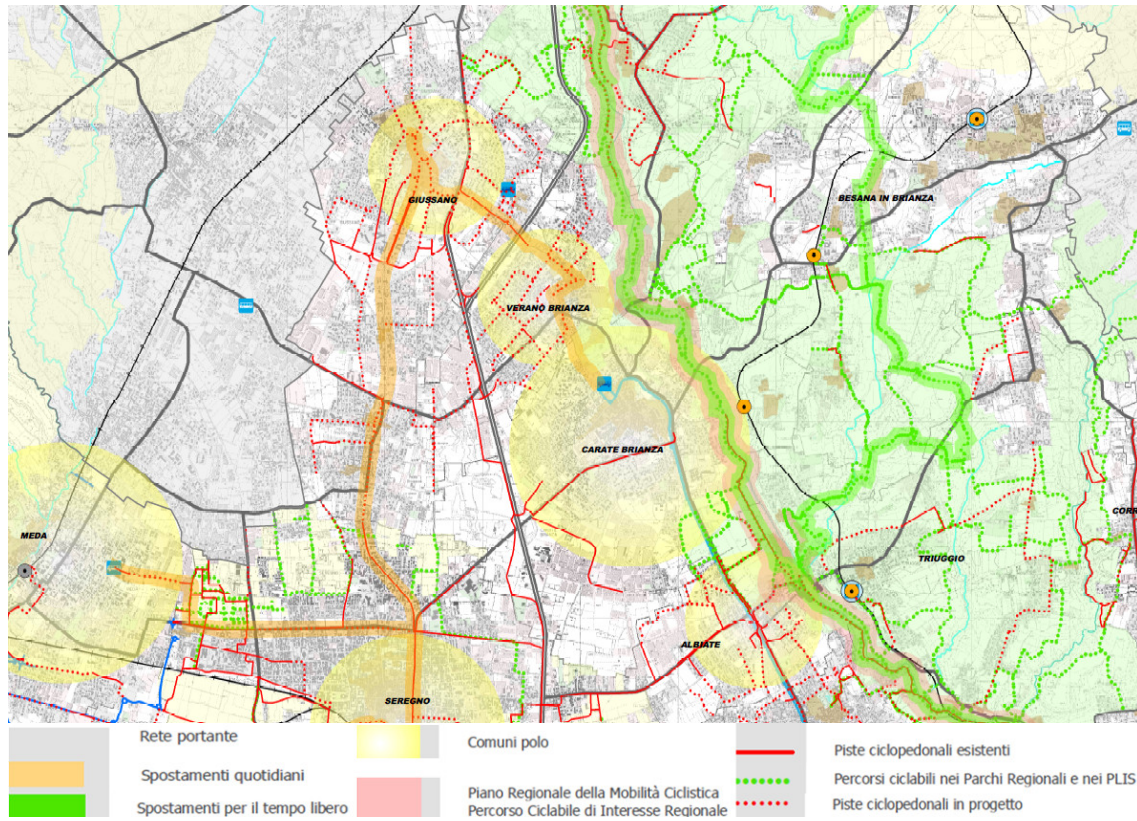 GIUSSANO
BESANA IN BRIANZA
VERANO BRIANZA
CARATE BRIANZA
MEDA
CORR
TRIUGGIO
ALBIATE
SEREGNO
Rete portante
Spostamenti quotidiani
Spostamenti per il tempo libero
Comuni polo
Piano Regionale della Mobilità Ciclistica
Percorso Ciclabile di Interesse Regionale
Piste ciclopedonali esistenti
Percorsi ciclabili nei Parchi Regionali e nei PLIS
Piste ciclopedonali in progetto